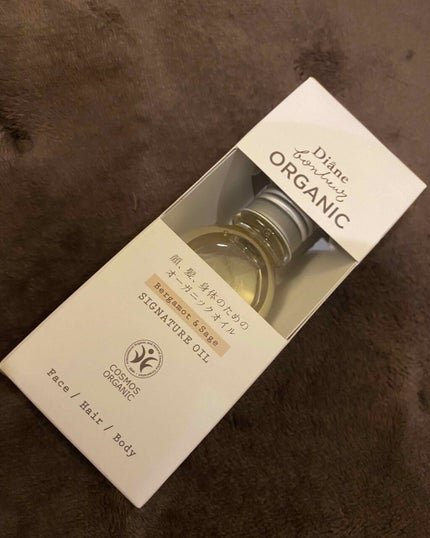 Diane
bonheur
ORGANIC
顔、髪、身体のための
オーガニックオイル
Bergamot & Sage
SIGNATURE OIL
COSMOS
ORGANIC
Face / Hair / Body